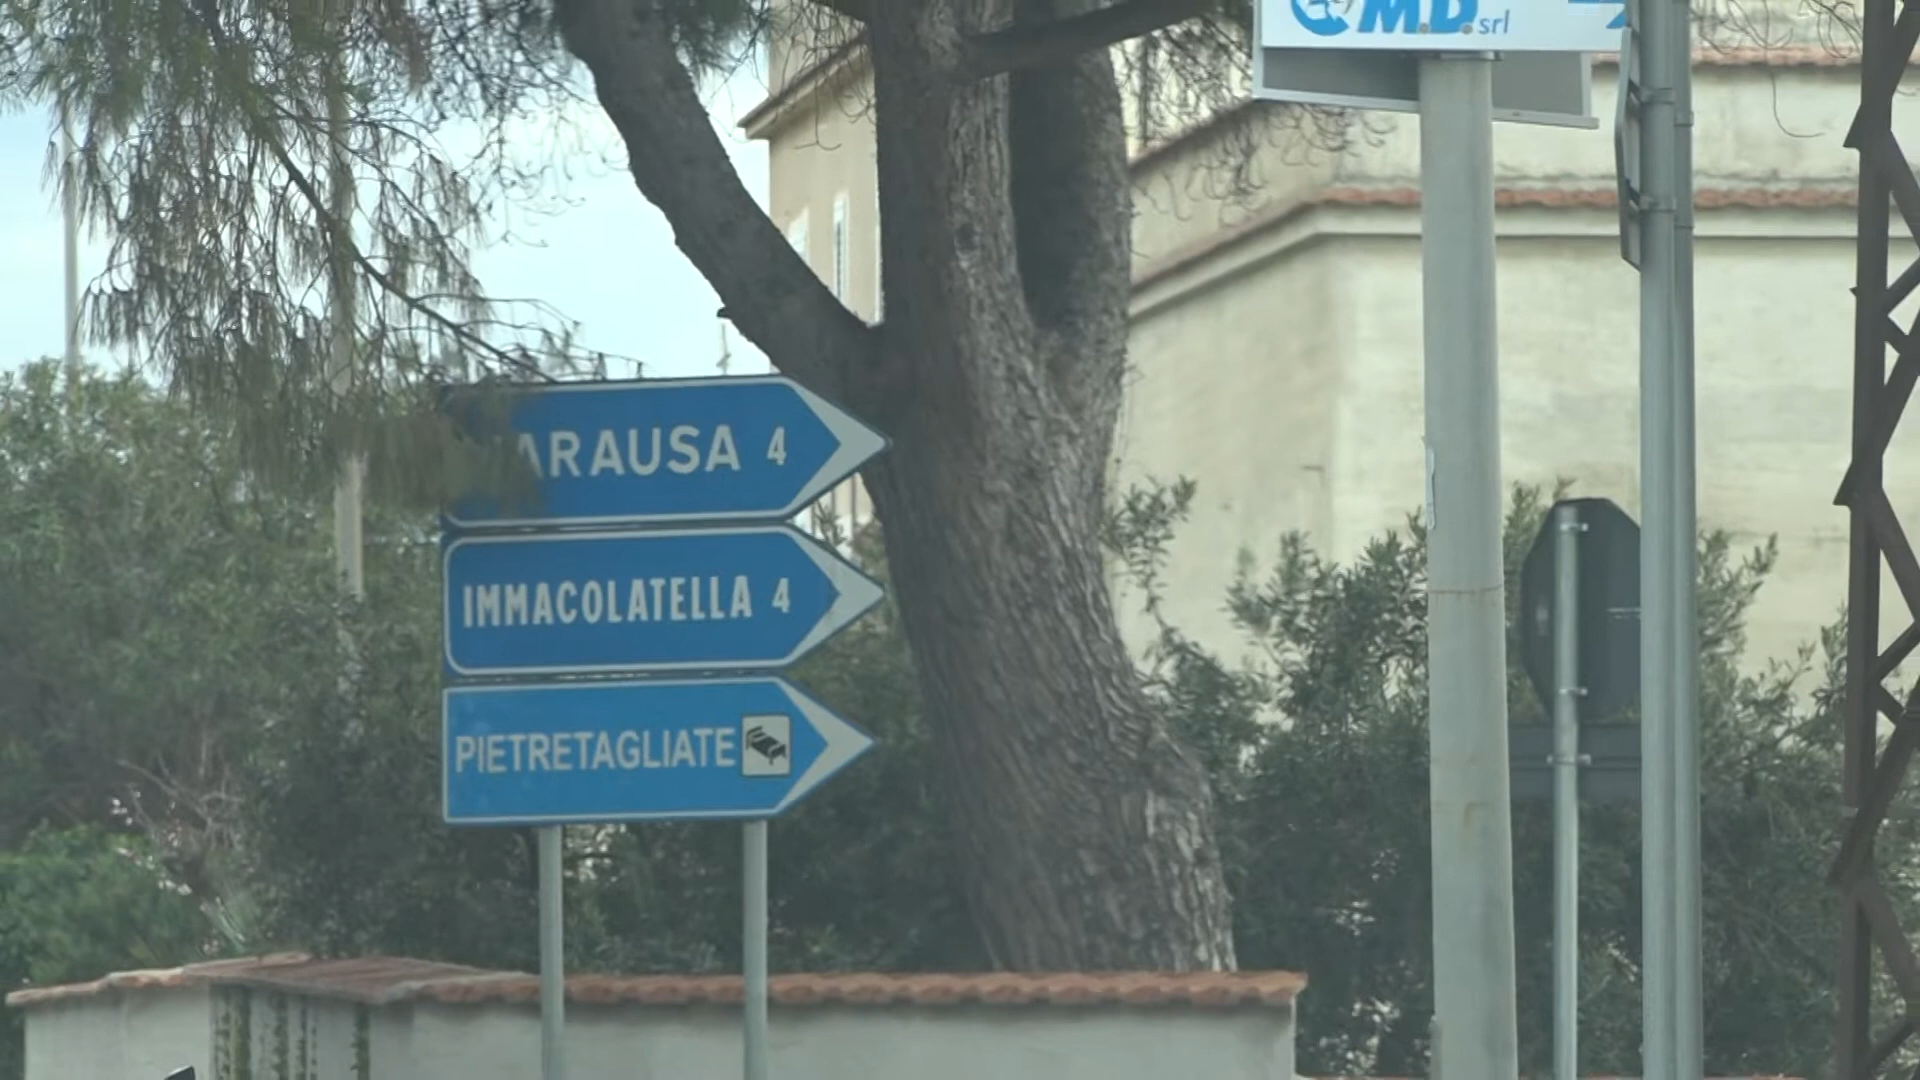 M.D. srl
ARAUSA 4
IMMACOLATELLA 4
PIETRETAGLIATE